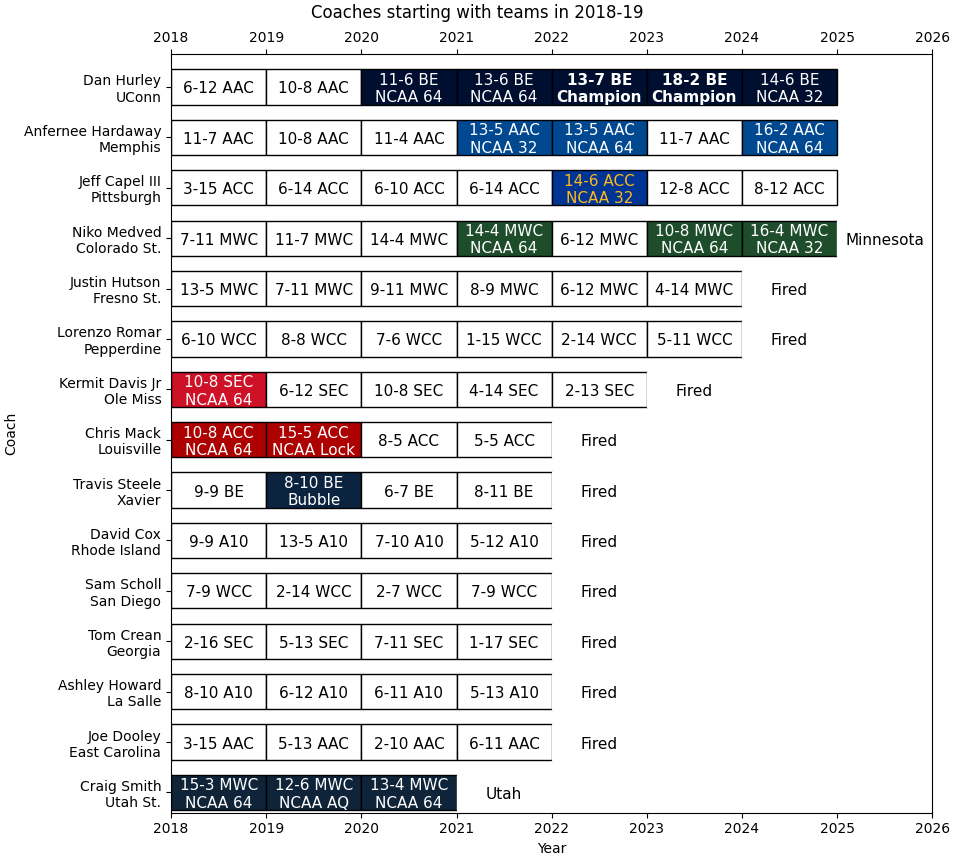 Coaches starting with teams in 2018-19
2018 2019 2020 2021 2022 2023 2024 2025 2026
Coach
Dan Hurley
UConn
6-12 AAC
10-8 AAC
11-6 BE
NCAA 64
13-6 BE
NCAA 64
13-7 BE
Champion
18-2 BE
Champion
14-6 BE
NCAA 32
Anfernee Hardaway
Memphis
11-7 AAC
10-8 AAC
11-4 AAC
13-5 AAC
NCAA 32
13-5 AAC
NCAA 64
11-7 AAC
16-2 AAC
NCAA 64
Jeff Capel III
Pittsburgh
3-15 ACC
6-14 ACC
6-10 ACC
6-14 ACC
14-6 ACC
NCAA 32
12-8 ACC
8-12 ACC
Niko Medved
Colorado St.
7-11 MWC
11-7 MWC
14-4 MWC
14-4 MWC
NCAA 64
6-12 MWC
10-8 MWC
NCAA 64
16-4 MWC
NCAA 32
Minnesota
Justin Hutson
Fresno St.
13-5 MWC
7-11 MWC
9-11 MWC
8-9 MWC
6-12 MWC
4-14 MWC
Fired
Lorenzo Romar
Pepperdine
6-10 WCC
8-8 WCC
7-6 WCC
1-15 WCC
2-14 WCC
5-11 WCC
Fired
Kermit Davis Jr
Ole Miss
10-8 SEC
NCAA 64
6-12 SEC
10-8 SEC
4-14 SEC
2-13 SEC
Fired
Chris Mack
Louisville
10-8 ACC
NCAA 64
15-5 ACC
NCAA Lock
8-5 ACC
5-5 ACC
Fired
Travis Steele
Xavier
9-9 BE
8-10 BE
Bubble
6-7 BE
8-11 BE
Fired
David Cox
Rhode Island
9-9 A10
13-5 A10
7-10 A10
5-12 A10
Fired
Sam Scholl
San Diego
7-9 WCC
2-14 WCC
2-7 WCC
7-9 WCC
Fired
Tom Crean
Georgia
2-16 SEC
5-13 SEC
7-11 SEC
1-17 SEC
Fired
Ashley Howard
La Salle
8-10 A10
6-12 A10
6-11 A10
5-13 A10
Fired
Joe Dooley
East Carolina
3-15 AAC
5-13 AAC
2-10 AAC
6-11 AAC
Fired
Craig Smith
Utah St.
15-3 MWC
NCAA 64
12-6 MWC
NCAA AQ
13-4 MWC
NCAA 64
Utah
2018 2019 2020 2021 2022 2023 2024 2025 2026
Year